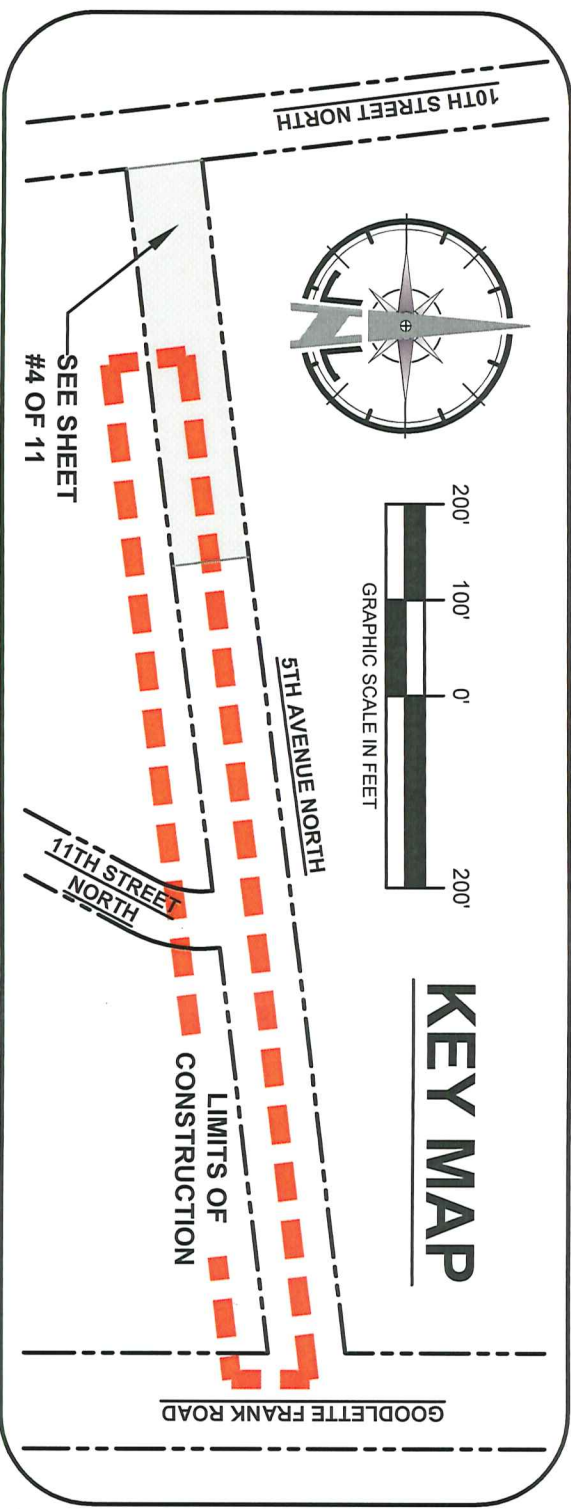 KEY MAP
200' 100' 0' 200'
GRAPHIC SCALE IN FEET
N
10TH STREET NORTH
5TH AVENUE NORTH
SEE SHEET
#4 OF 11
11TH STREET
NORTH
LIMITS OF
CONSTRUCTION
GOODLETTE FRANK ROAD